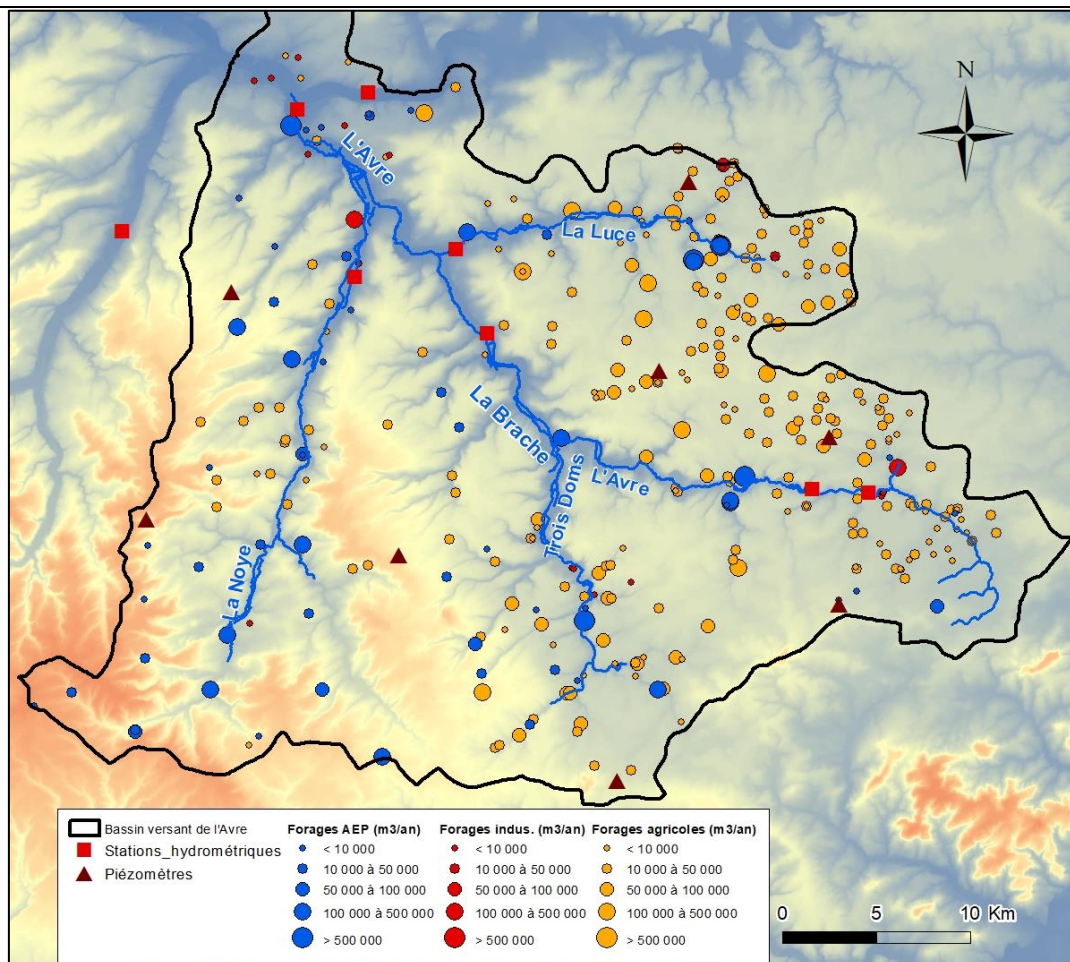 N
L'Avre
La Luce
La Brache
L'Avre
Trois Doms
La Noye
Bassin versant de l'Avre
Stations_hydrométriques
Piézomètres
Forages AEP (m3/an)
< 10 000
10 000 à 50 000
50 000 à 100 000
100 000 à 500 000
> 500 000
Forages indus. (m3/an)
< 10 000
10 000 à 50 000
50 000 à 100 000
100 000 à 500 000
> 500 000
Forages agricoles (m3/an)
< 10 000
10 000 à 50 000
50 000 à 100 000
100 000 à 500 000
> 500 000
0 5 10 Km